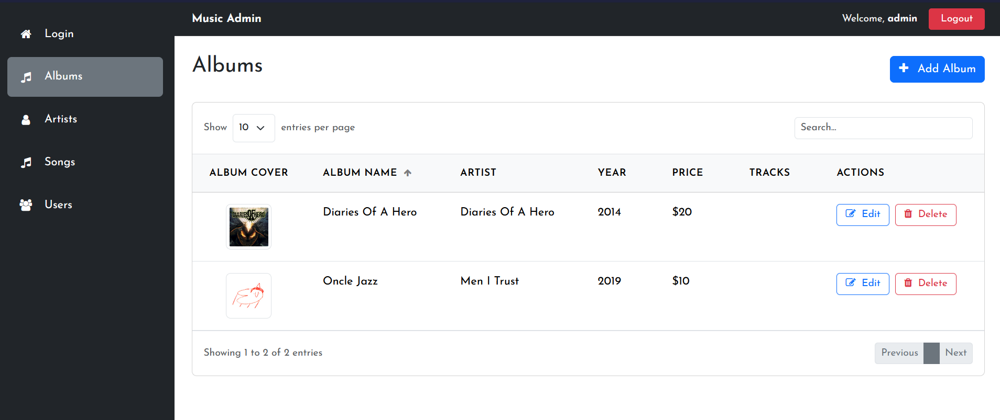 Music Admin
Welcome, admin
Logout
Login
Albums
Artists
Songs
Users
Albums
Add Album
Show 10 entries per page
Search...
ALBUM COVER ALBUM NAME ARTIST YEAR PRICE TRACKS ACTIONS
DIARIES OF HERO
Diaries Of A Hero Diaries Of A Hero 2014 $20 Edit Delete
Oncle Jazz Men I Trust 2019 $10 Edit Delete
Showing 1 to 2 of 2 entries
Previous Next